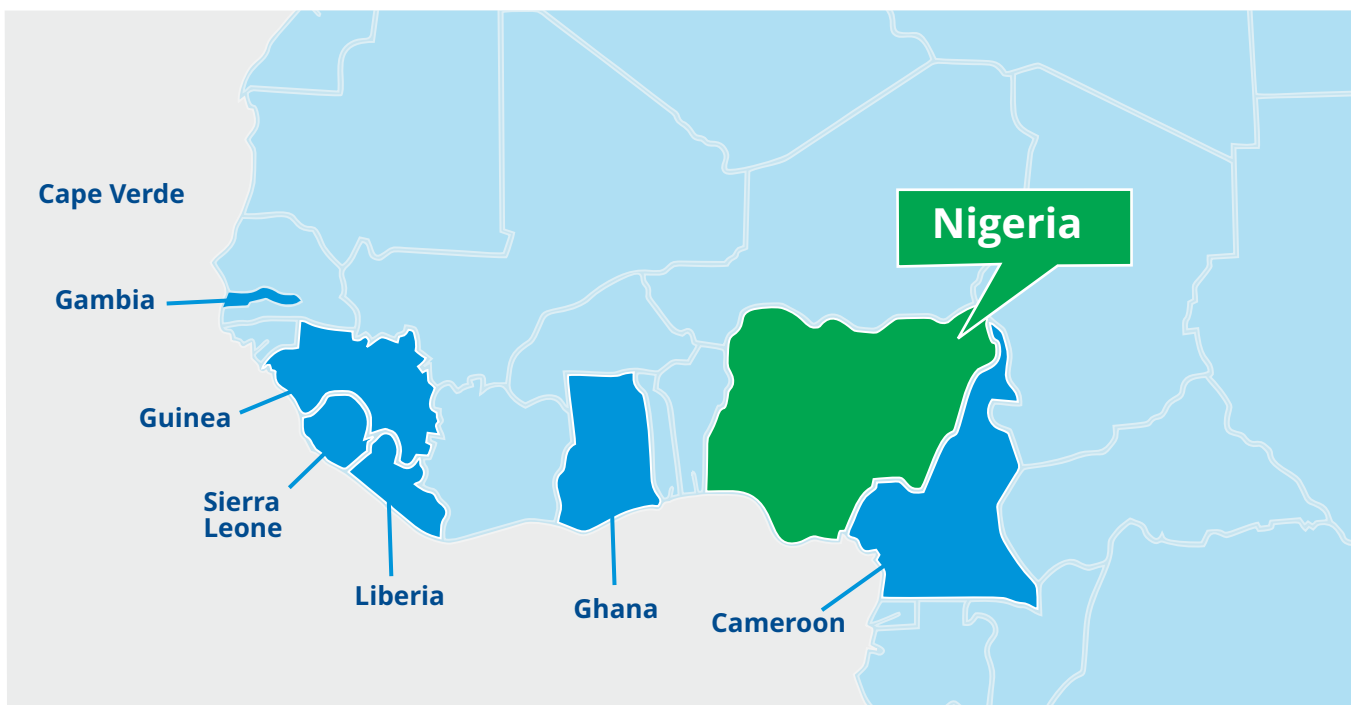 Cape Verde
Nigeria
Gambia
Guinea
Sierra
Leone
Liberia
Ghana
Cameroon